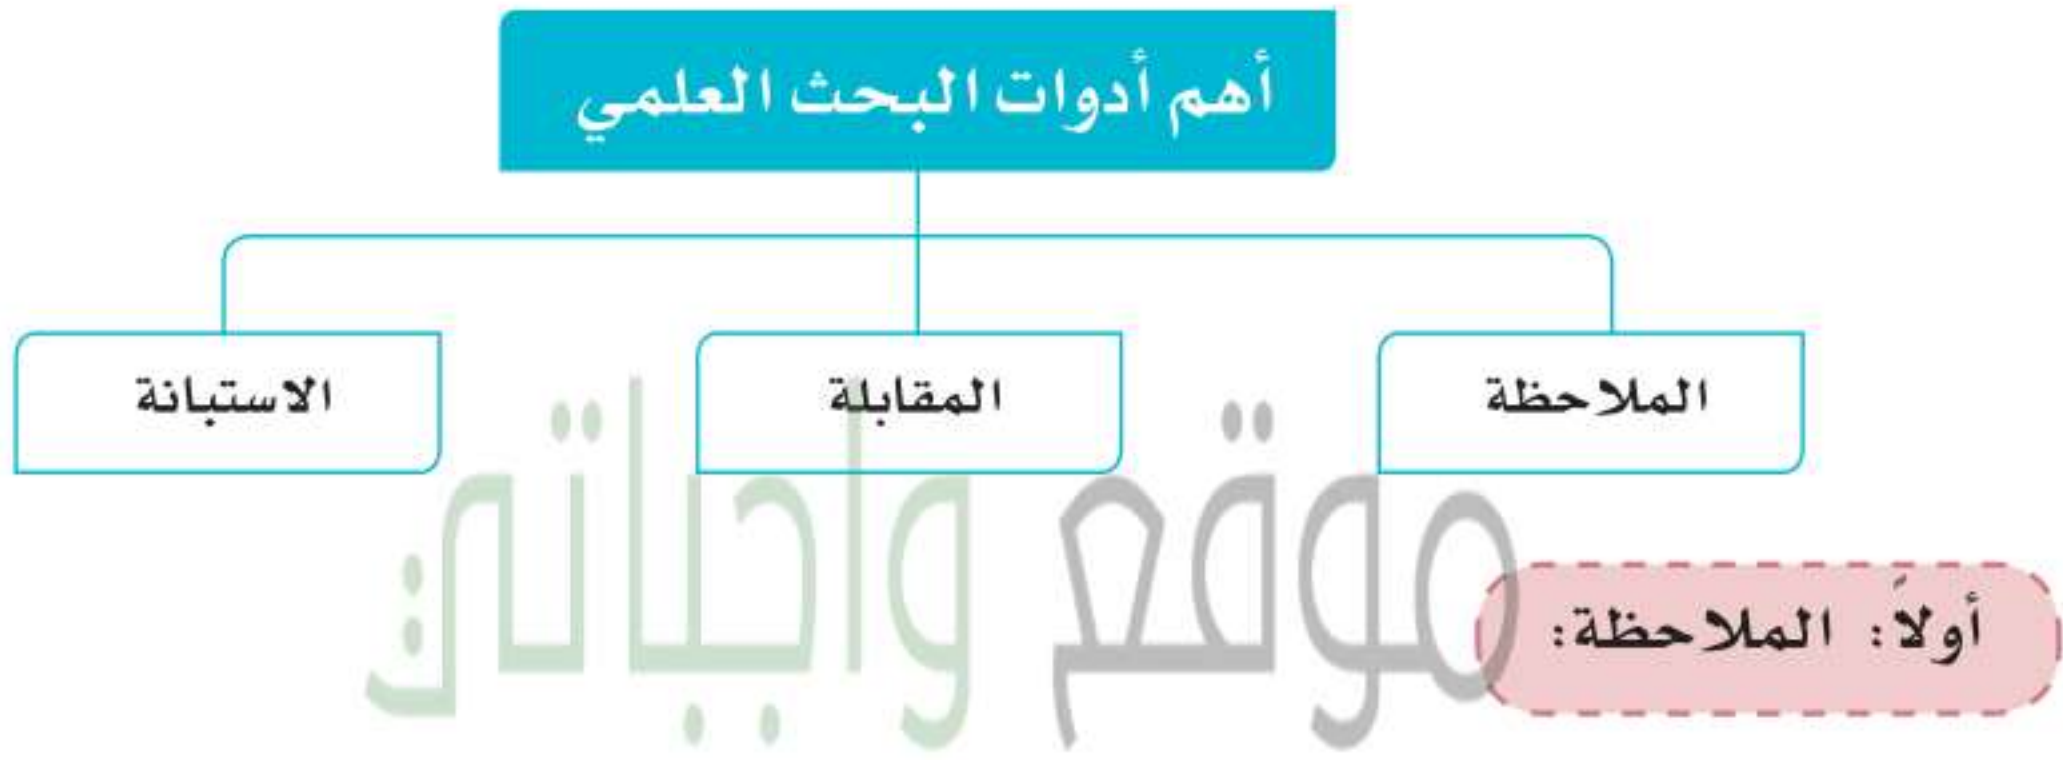 أهم أدوات البحث العلمي
الملاحظة
المقابلة
الاستبانة
موقع واجباتي
أولاً: الملاحظة: